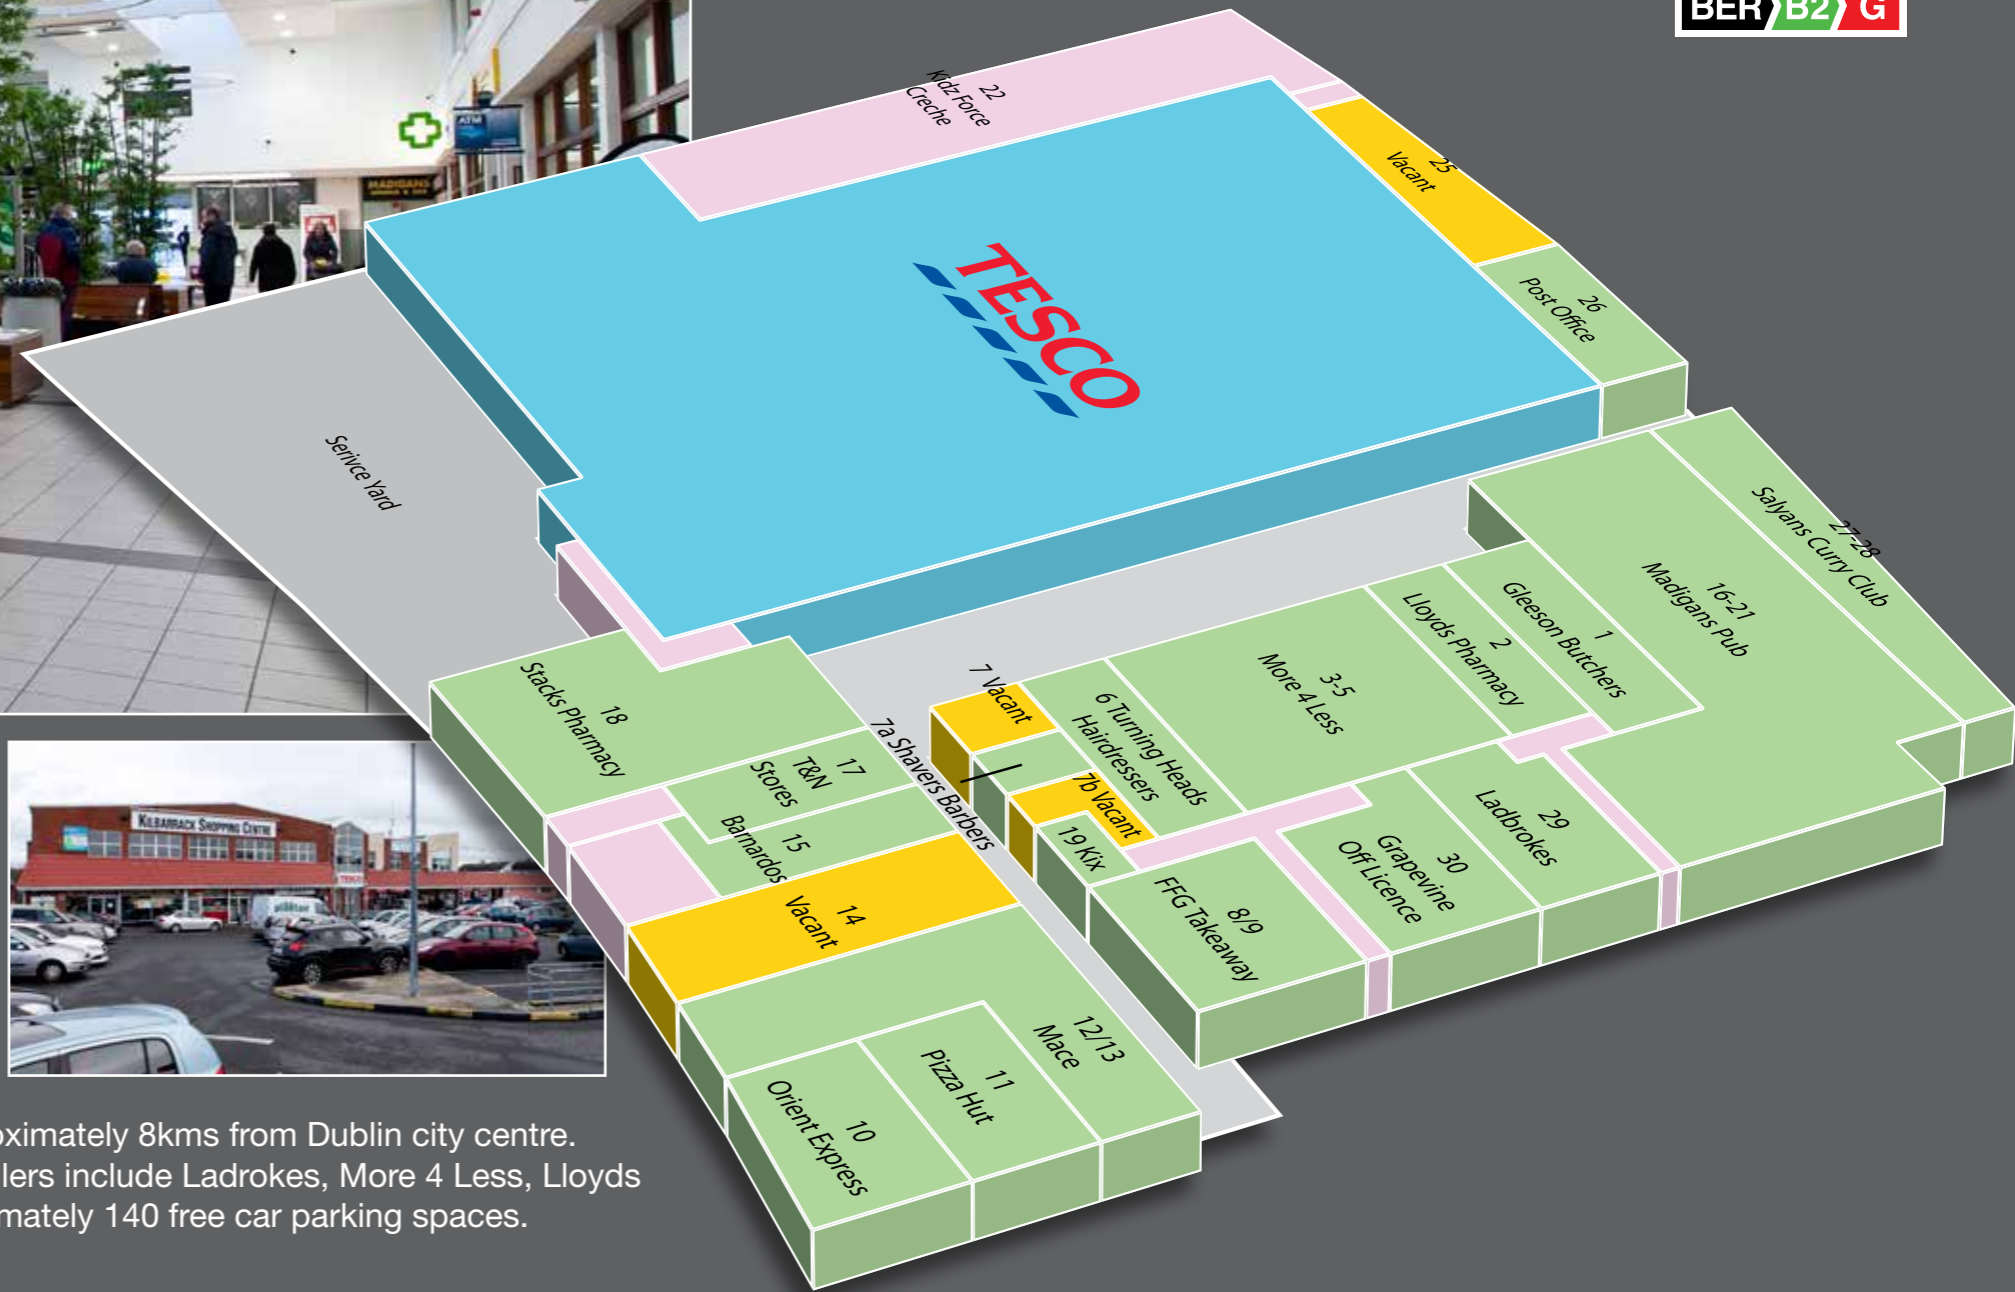 BER B2 G
22
Kidz Force
Creche
ATM
MADIGANS
25
Vacant
TESCO
26
Post Office
Serivce Yard
27-28
Salyans Curry Club
16-21
Madigans Pub
1
Gleeson Butchers
2
Lloyds Pharmacy
3-5
More 4 Less
6 Turning Heads
Hairdressers
7 Vacant
7a Shavers Barbers
7b Vacant
19 Kix
18
Stacks Pharmacy
17
T&N
Stores
15
Barnardos
14
Vacant
29
Ladbrokes
30
Grapevine
Off Licence
8/9
FFG Takeaway
12/13
Mace
11
Pizza Hut
10
Orient Express
KILBARRACK SHOPPING CENTRE
TESCO
oximately 8kms from Dublin city centre.
lers include Ladrokes, More 4 Less, Lloyds
mately 140 free car parking spaces.